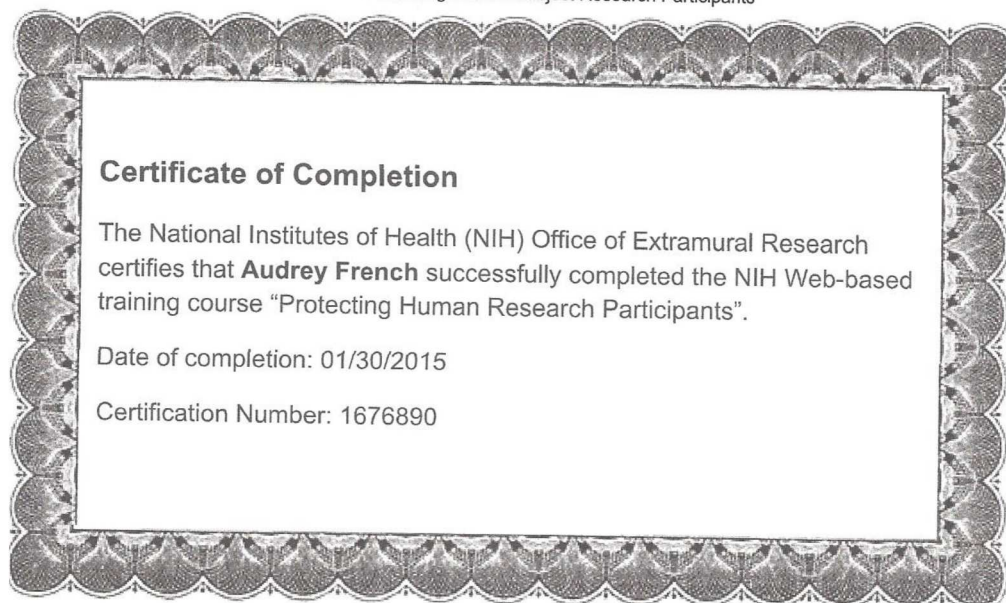 Research Participants
Certificate of Completion
The National Institutes of Health (NIH) Office of Extramural Research
certifies that Audrey French successfully completed the NIH Web-based
training course “Protecting Human Research Participants”.
Date of completion: 01/30/2015
Certification Number: 1676890